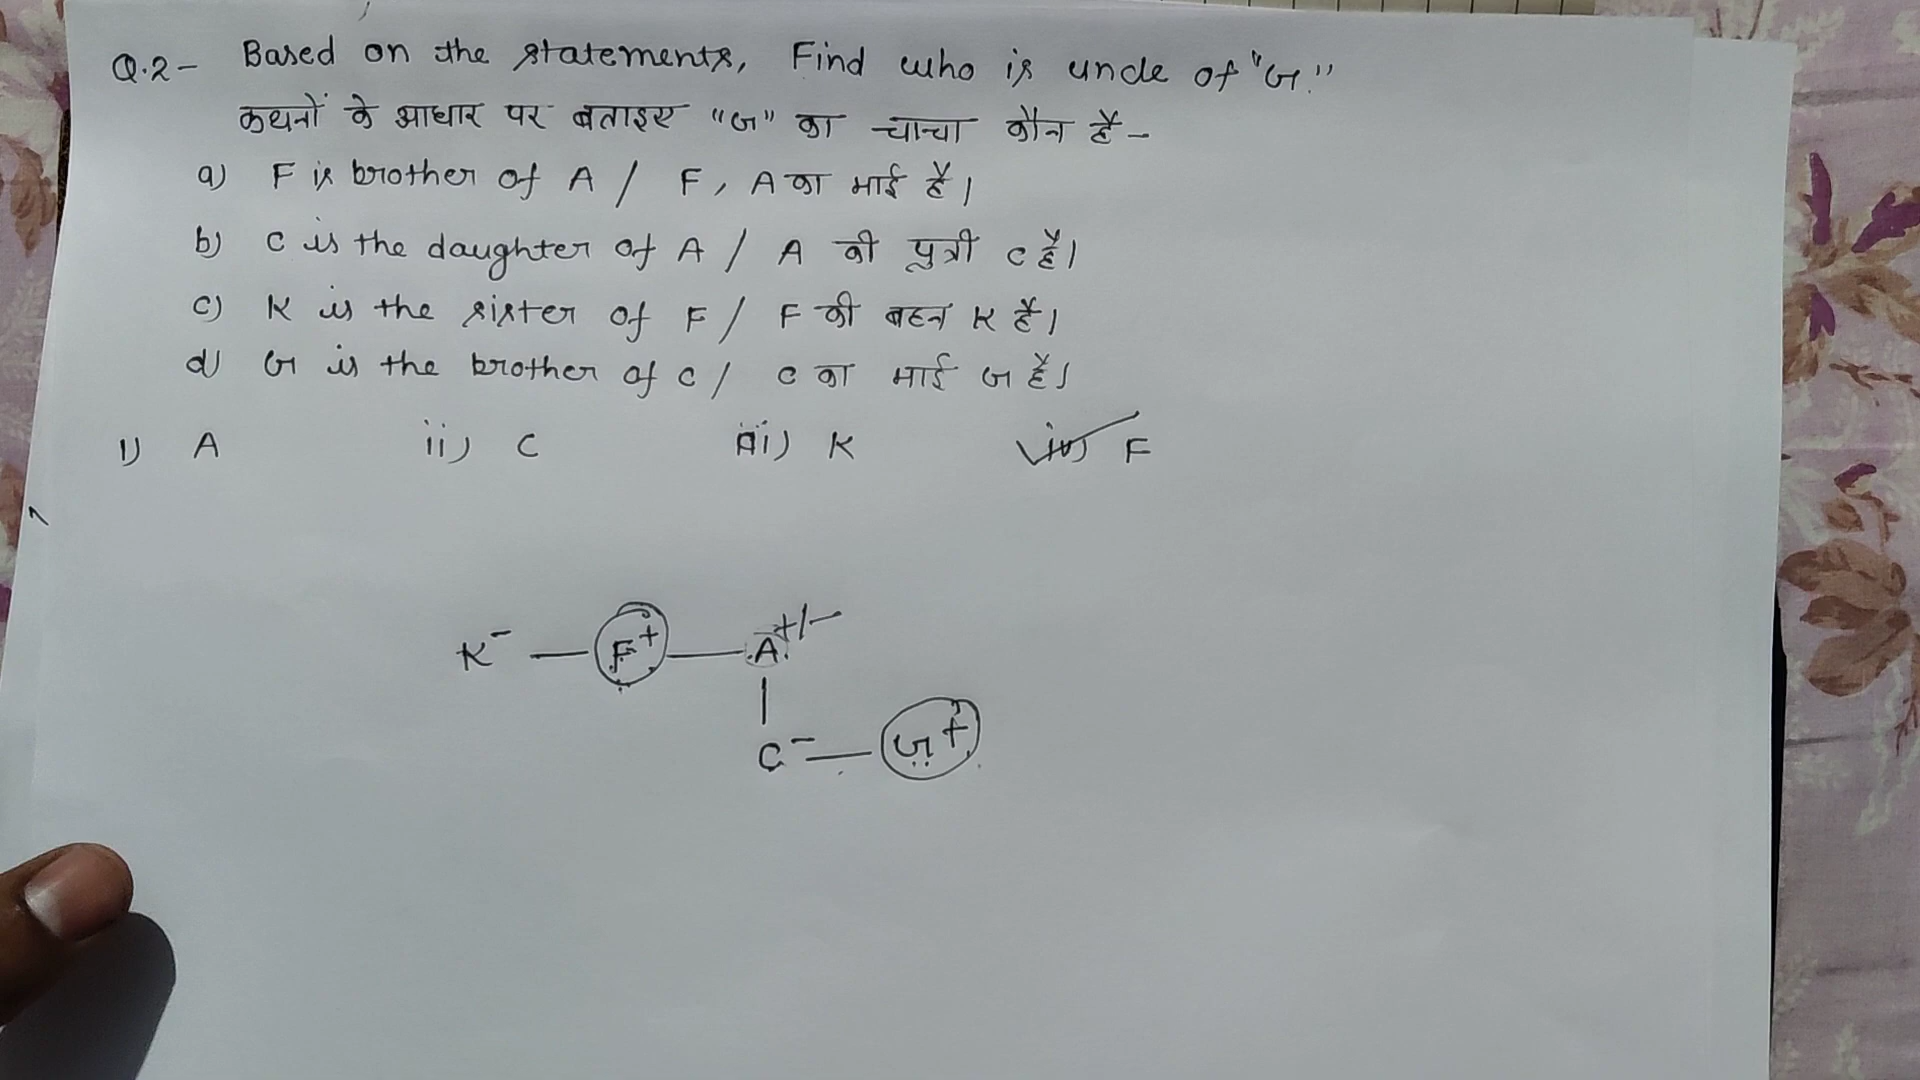 Q.2- Based on the statements, Find who is uncle of "G."
कथनों के आधार पर बताइए "G" का चाचा कौन है-
a) F is brother of A / F, A का भाई है।
b) C is the daughter of A / A की पुत्री C है।
c) K is the sister of F / F की बहन K है।
d) G is the brother of C / C का भाई G है।
1) A ii) C iii) K iv) F
K⁻ — F⁺ — A⁺/⁻
C⁻ — G⁺